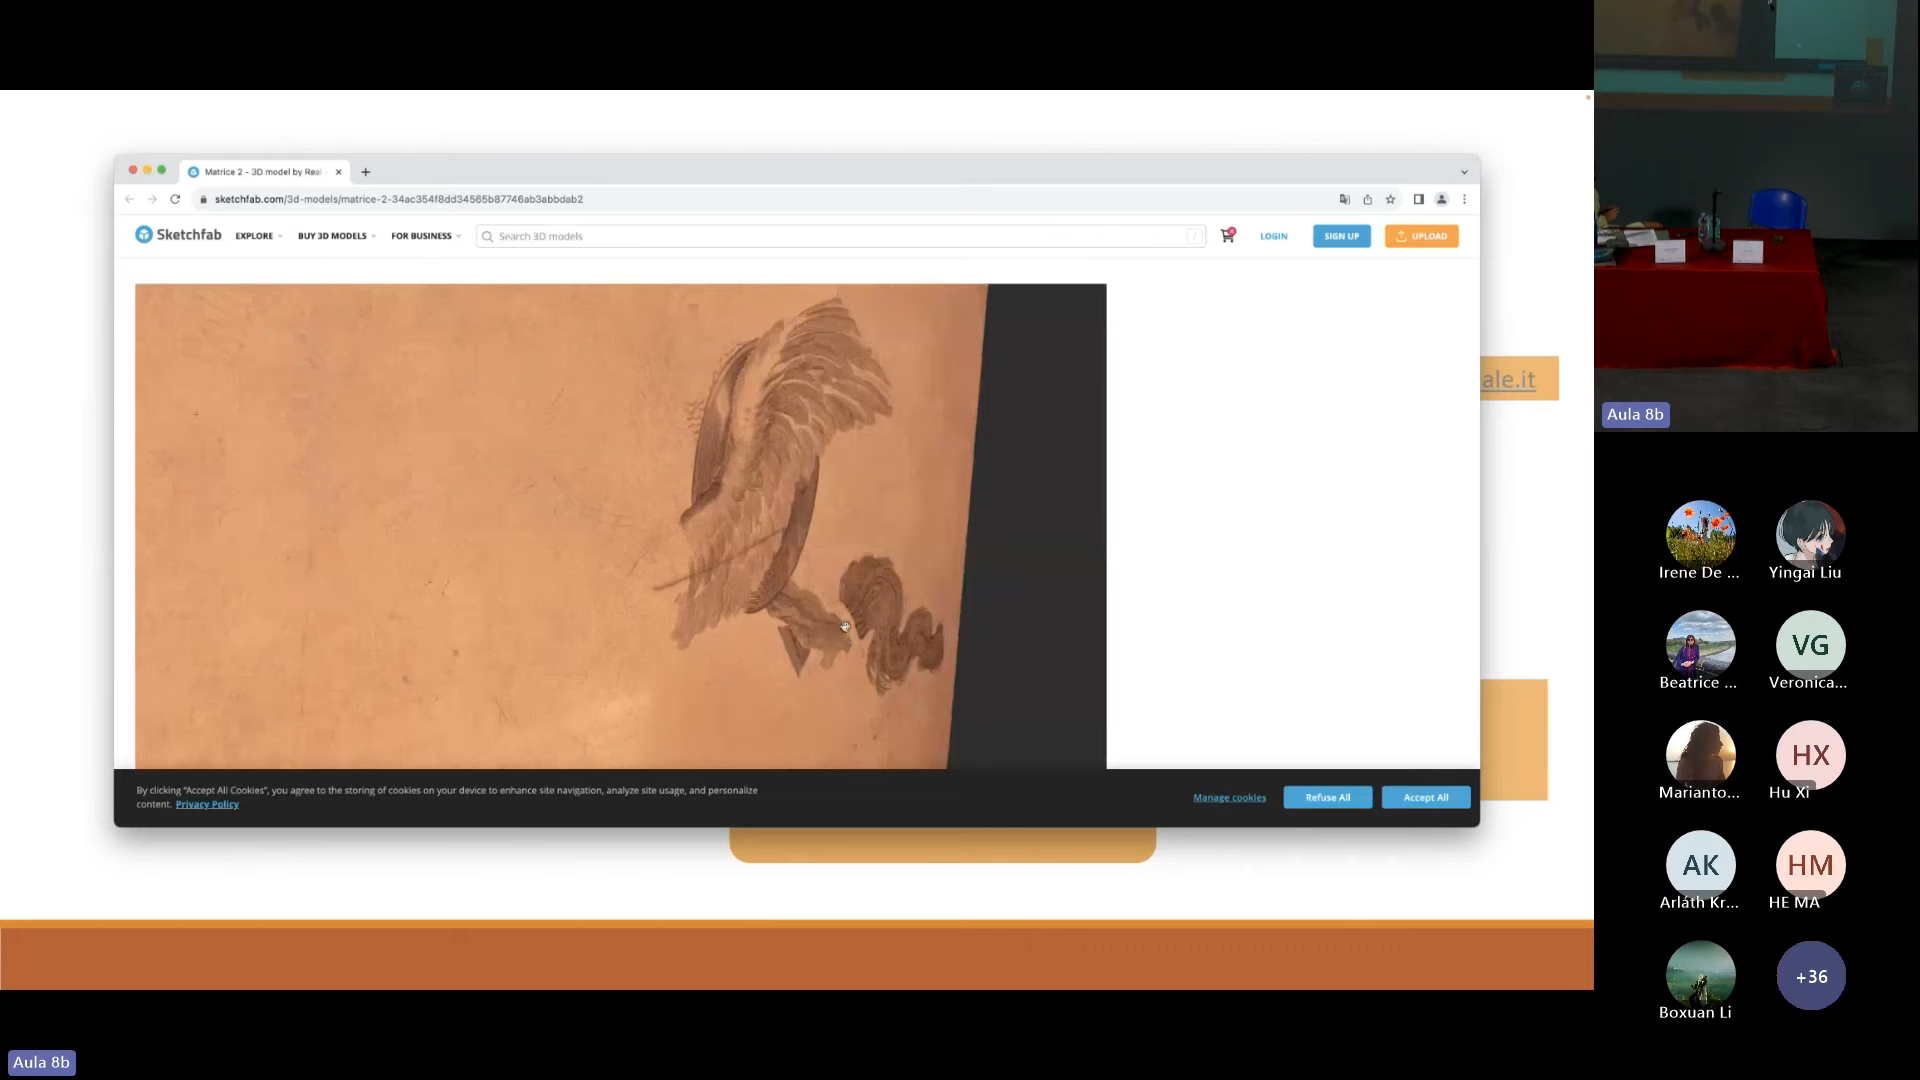 Matrice 2 - 3D model by Real
sketchfab.com/3d-models/matrice-2-34ac354f8dd34565b87746ab3abbdab2
Sketchfab
EXPLORE
BUY 3D MODELS
FOR BUSINESS
Search 3D models
/
LOGIN
SIGN UP
UPLOAD
ale.it
By clicking “Accept All Cookies”, you agree to the storing of cookies on your device to enhance site navigation, analyze site usage, and personalize
content. Privacy Policy
Manage cookies
Refuse All
Accept All
Aula 8b
Aula 8b
Irene De ...
Yingai Liu
Beatrice ...
VG
Veronica...
Marianto...
HX
Hu Xi
AK
Arláth Kr...
HM
HE MA
Boxuan Li
+36